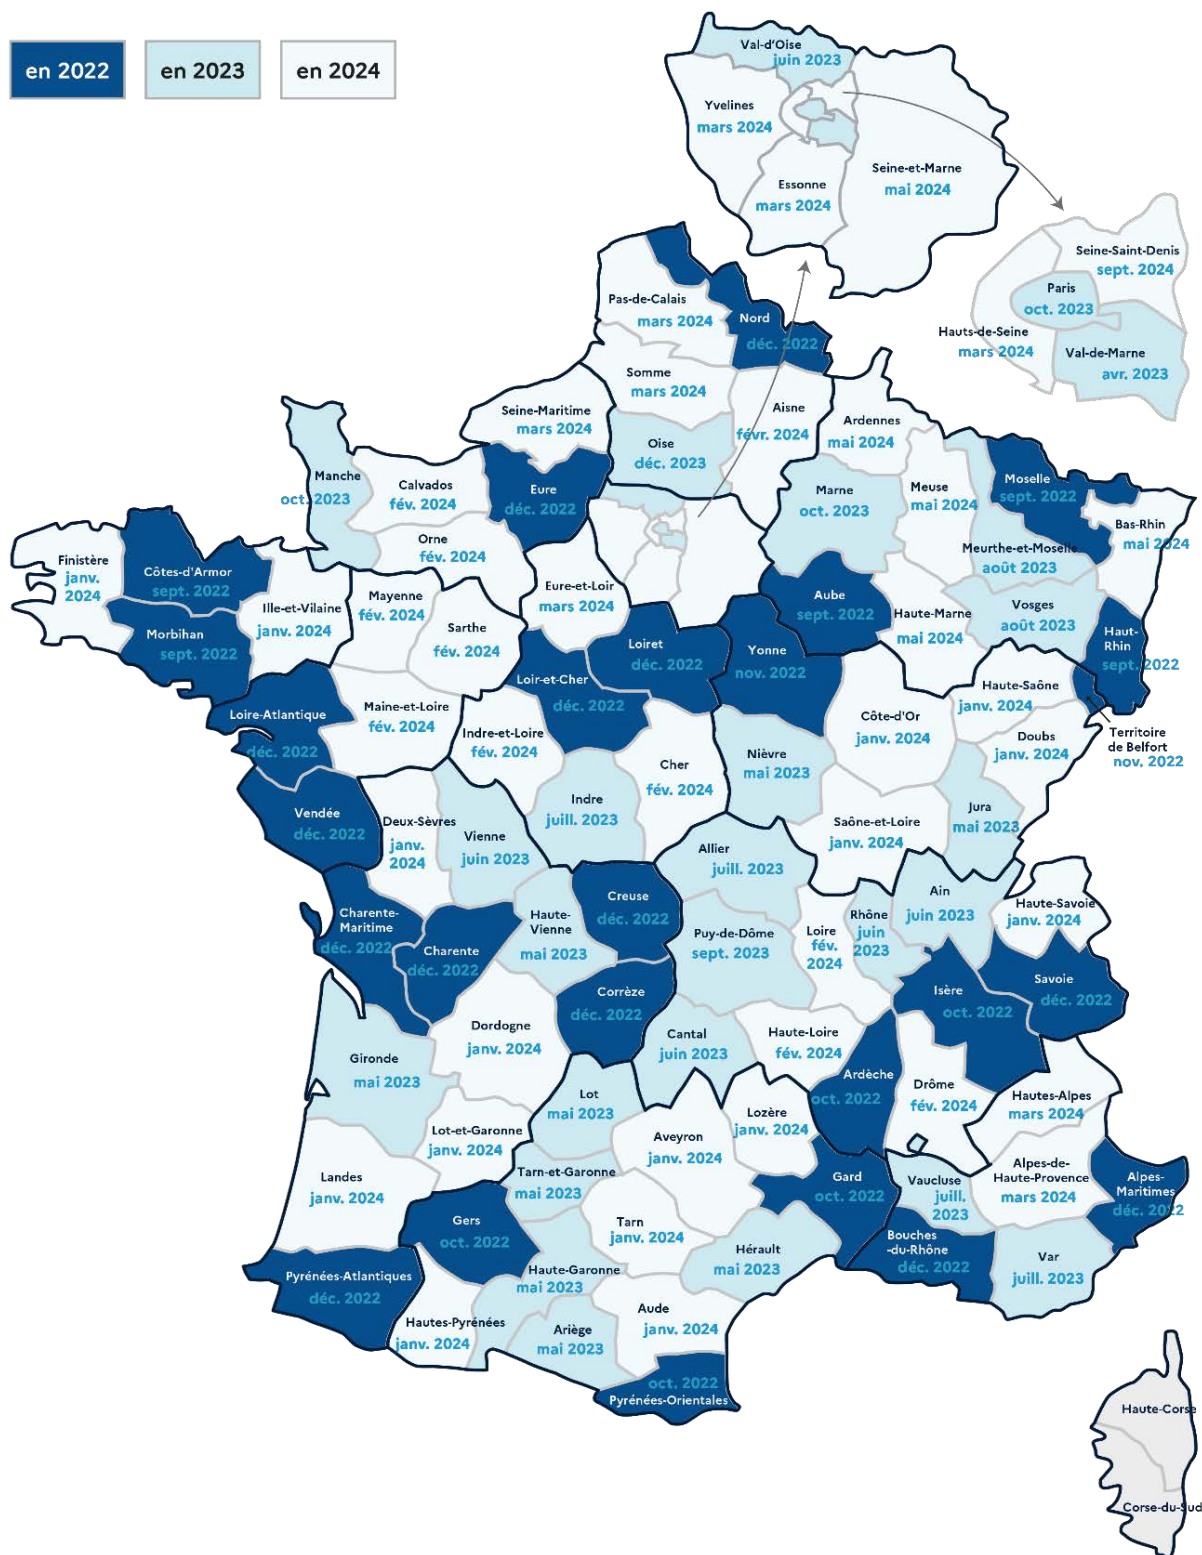 en 2022
en 2023
en 2024
Val-d'Oise
juin 2023
Yvelines
mars 2024
Seine-et-Marne
mai 2024
Essonne
mars 2024
Seine-Saint-Denis
sept. 2024
Paris
oct. 2023
Hauts-de-Seine
mars 2024
Val-de-Marne
avr. 2023
Pas-de-Calais
mars 2024
Nord
déc. 2022
Somme
mars 2024
Seine-Maritime
mars 2024
Aisne
févr. 2024
Ardennes
mai 2024
Oise
déc. 2023
Manche
oct. 2023
Calvados
fév. 2024
Eure
déc. 2022
Marne
oct. 2023
Meuse
mai 2024
Moselle
sept. 2022
Bas-Rhin
mai 2024
Meurthe-et-Moselle
août 2023
Orne
fév. 2024
Finistère
janv.
2024
Côtes-d'Armor
sept. 2022
Ille-et-Vilaine
janv. 2024
Mayenne
fév. 2024
Sarthe
fév. 2024
Eure-et-Loir
mars 2024
Aube
sept. 2022
Haute-Marne
mai 2024
Vosges
août 2023
Haut-
Rhin
sept. 2022
Morbihan
sept. 2022
Loiret
déc. 2022
Yonne
nov. 2022
Loir-et-Cher
déc. 2022
Loire-Atlantique
déc. 2022
Maine-et-Loire
fév. 2024
Indre-et-Loire
fév. 2024
Côte-d'Or
janv. 2024
Haute-Saône
janv. 2024
Doubs
janv. 2024
Territoire
de Belfort
nov. 2022
Cher
fév. 2024
Nièvre
mai 2023
Vendée
déc. 2022
Deux-Sèvres
janv.
2024
Vienne
juin 2023
Indre
juill. 2023
Saône-et-Loire
janv. 2024
Jura
mai 2023
Allier
juill. 2023
Charente-
Maritime
déc. 2022
Charente
déc. 2022
Haute-
Vienne
mai 2023
Creuse
déc. 2022
Puy-de-Dôme
sept. 2023
Loire
fév.
2024
Rhône
juin
2023
Ain
juin 2023
Haute-Savoie
janv. 2024
Corrèze
déc. 2022
Isère
oct. 2022
Savoie
déc. 2022
Gironde
mai 2023
Dordogne
janv. 2024
Cantal
juin 2023
Haute-Loire
fév. 2024
Ardèche
oct. 2022
Drôme
fév. 2024
Hautes-Alpes
mars 2024
Lot
mai 2023
Lot-et-Garonne
janv. 2024
Aveyron
janv. 2024
Lozère
janv. 2024
Landes
janv. 2024
Tarn-et-Garonne
mai 2023
Gard
oct. 2022
Vaucluse
juill.
2023
Alpes-de-
Haute-Provence
mars 2024
Alpes-
Maritimes
déc. 2022
Gers
oct. 2022
Tarn
janv. 2024
Hérault
mai 2023
Bouches
-du-Rhône
déc. 2022
Var
juill. 2023
Pyrénées-Atlantiques
déc. 2022
Haute-Garonne
mai 2023
Hautes-Pyrénées
janv. 2024
Ariège
mai 2023
Aude
janv. 2024
oct. 2022
Pyrénées-Orientales
Haute-Corse
Corse-du-Sud